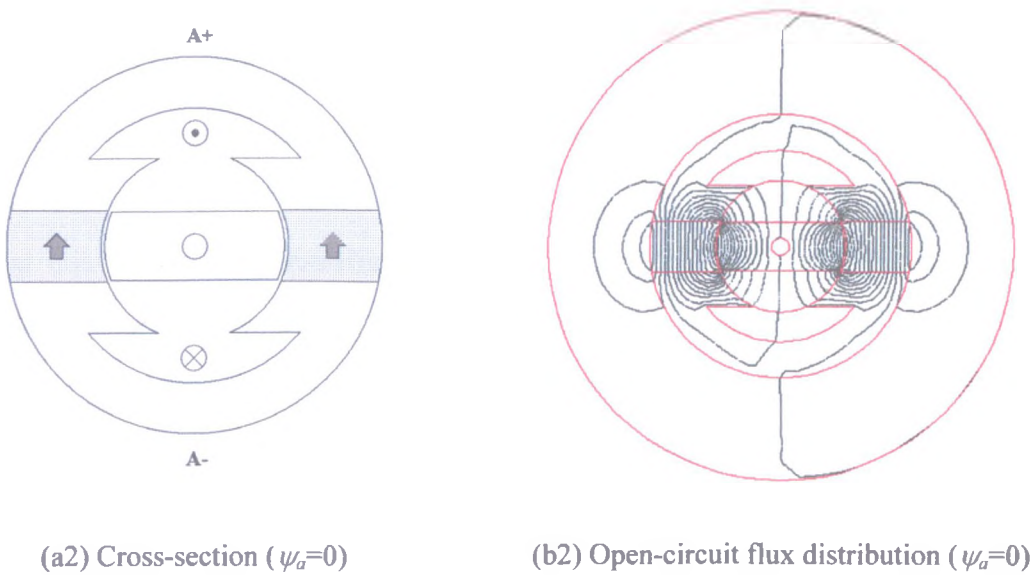 A+
A-
(a2) Cross-section (ψₐ=0)
(b2) Open-circuit flux distribution (ψₐ=0)